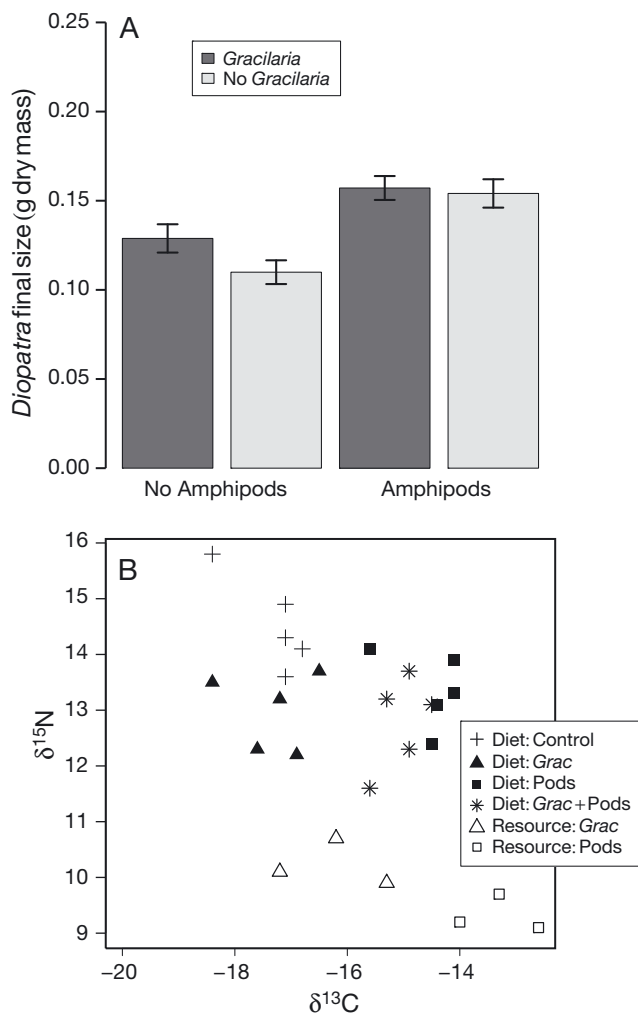 A
0.25
0.20
0.15
0.10
0.05
0.00
Diopatra final size (g dry mass)
Gracilaria
No Gracilaria
No Amphipods
Amphipods
B
16
15
14
13
12
11
10
9
δ15N
Diet: Control
Diet: Grac
Diet: Pods
Diet: Grac+Pods
Resource: Grac
Resource: Pods
−20
−18
−16
−14
δ13C